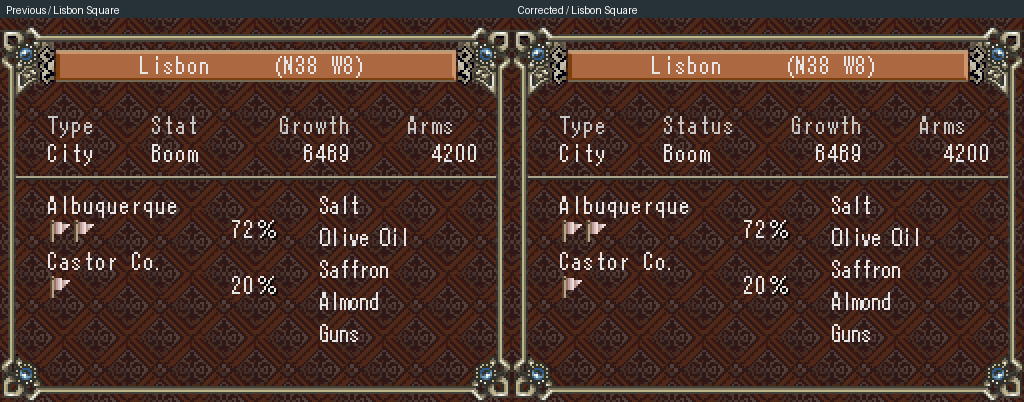 Previous / Lisbon Square
Lisbon (N38 W8)
Type Stat Growth Arms
City Boom 6469 4200
Albuquerque
72%
Castor Co.
20%
Salt
Olive Oil
Saffron
Almond
Guns
Corrected / Lisbon Square
Lisbon (N38 W8)
Type Status Growth Arms
City Boom 6469 4200
Albuquerque
72%
Castor Co.
20%
Salt
Olive Oil
Saffron
Almond
Guns